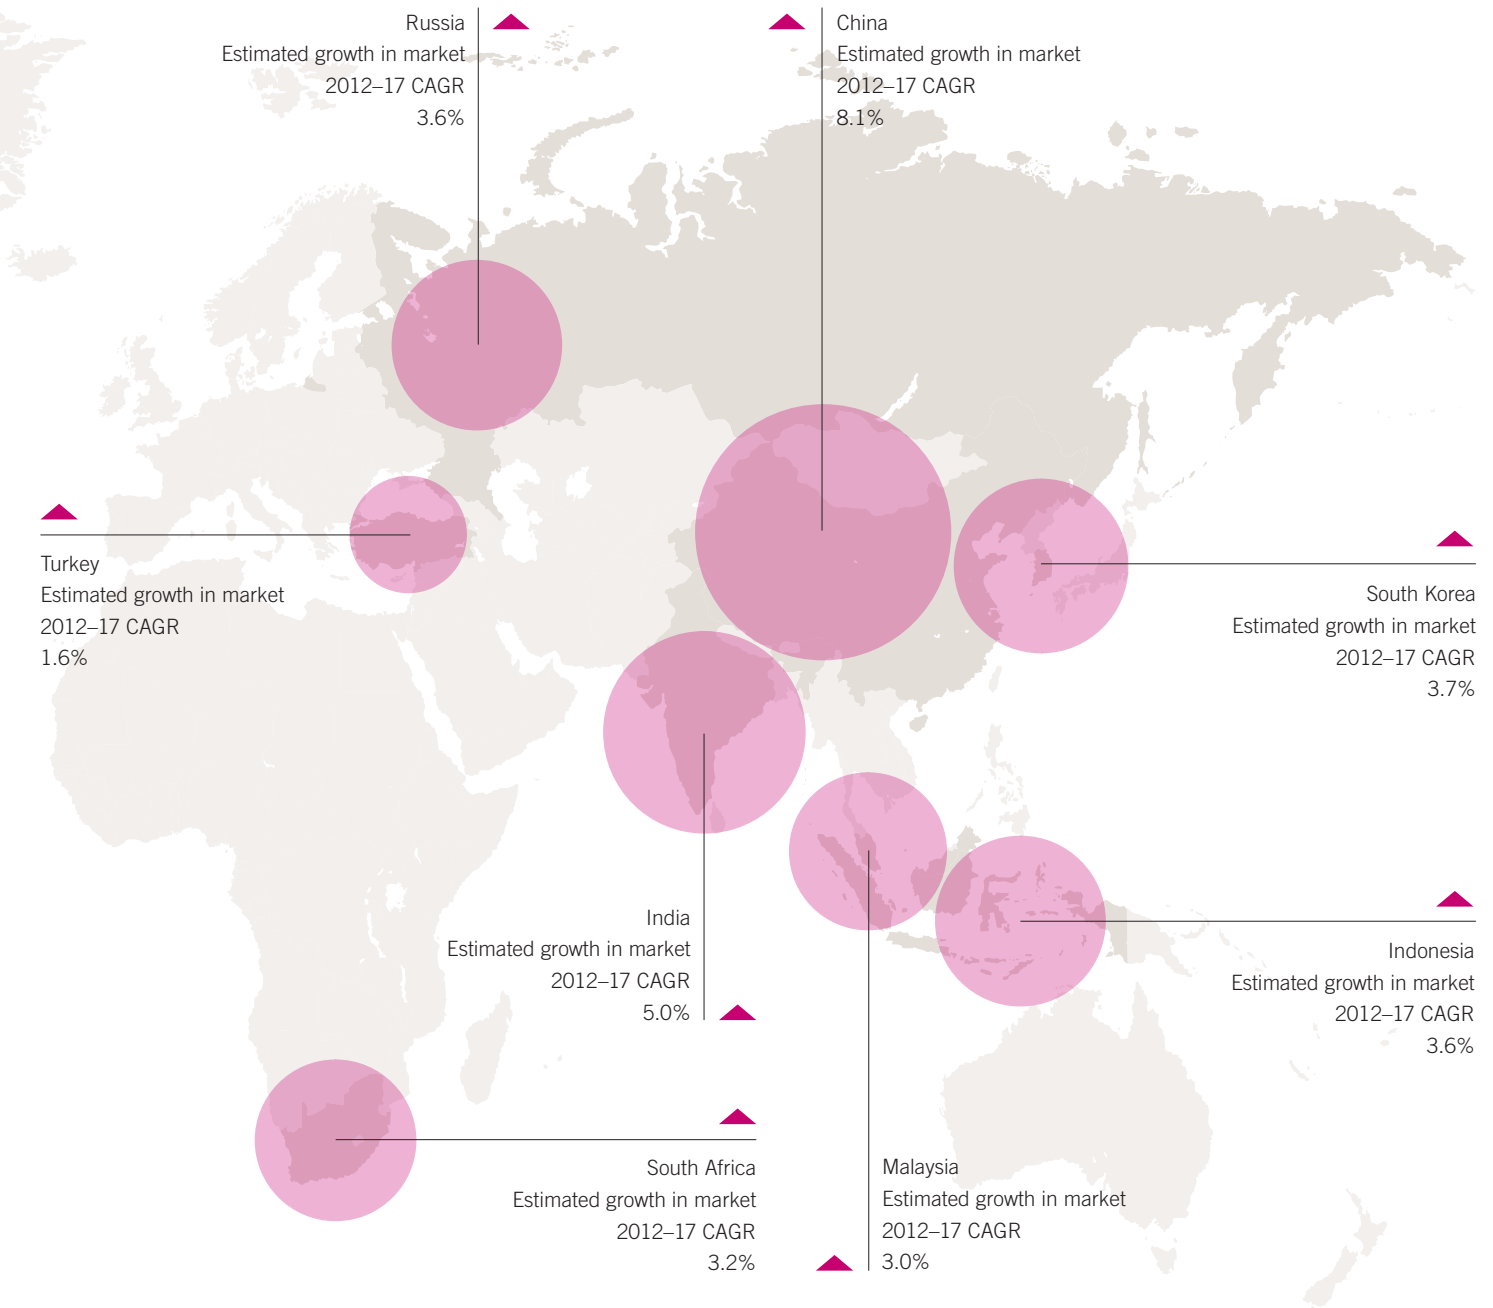 Russia
Estimated growth in market
2012–17 CAGR
3.6%
China
Estimated growth in market
2012–17 CAGR
8.1%
Turkey
Estimated growth in market
2012–17 CAGR
1.6%
South Korea
Estimated growth in market
2012–17 CAGR
3.7%
India
Estimated growth in market
2012–17 CAGR
5.0%
Indonesia
Estimated growth in market
2012–17 CAGR
3.6%
South Africa
Estimated growth in market
2012–17 CAGR
3.2%
Malaysia
Estimated growth in market
2012–17 CAGR
3.0%